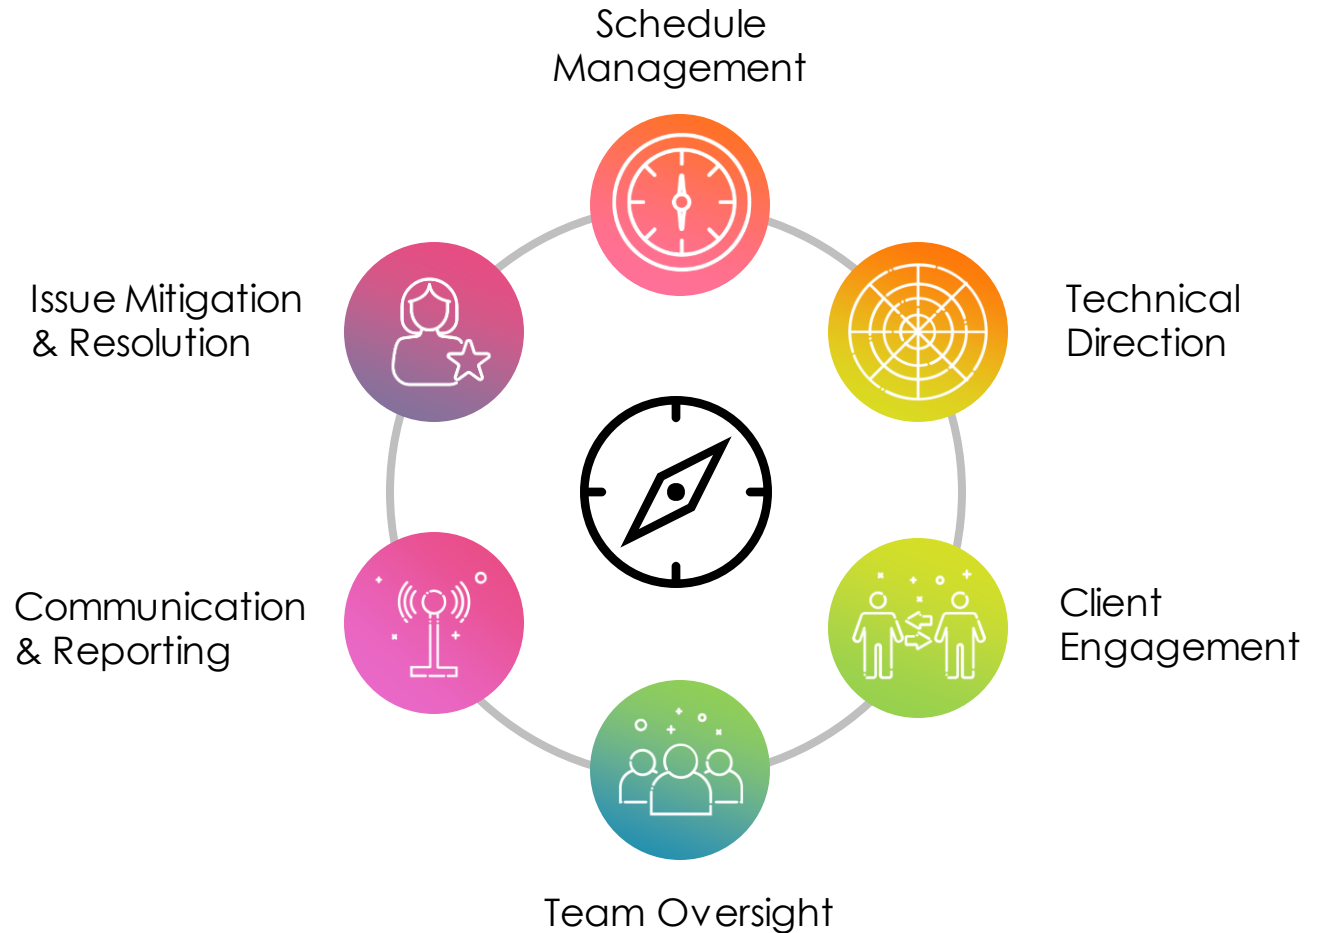 Schedule
Management
Technical
Direction
Client
Engagement
Team Oversight
Communication
& Reporting
Issue Mitigation
& Resolution